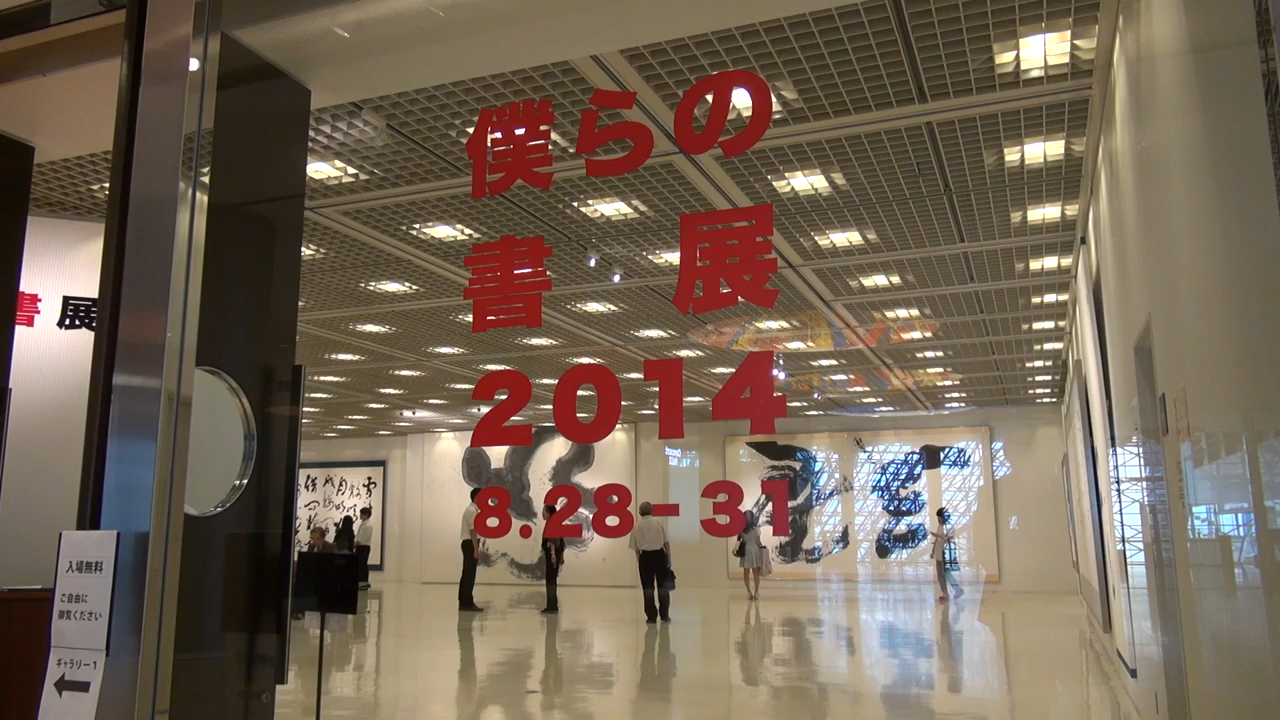 僕らの
書展
2014
8.28-31
書展
入場無料
ご自由に
御覧ください
ギャラリー1